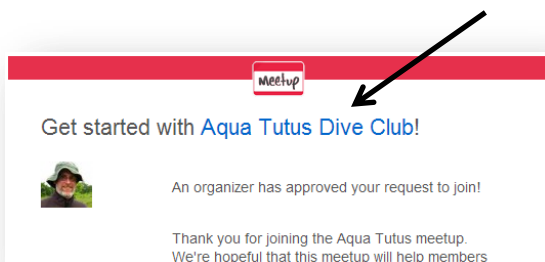 Meetup
Get started with Aqua Tutus Dive Club!
An organizer has approved your request to join!
Thank you for joining the Aqua Tutus meetup.
We're hopeful that this meetup will help members